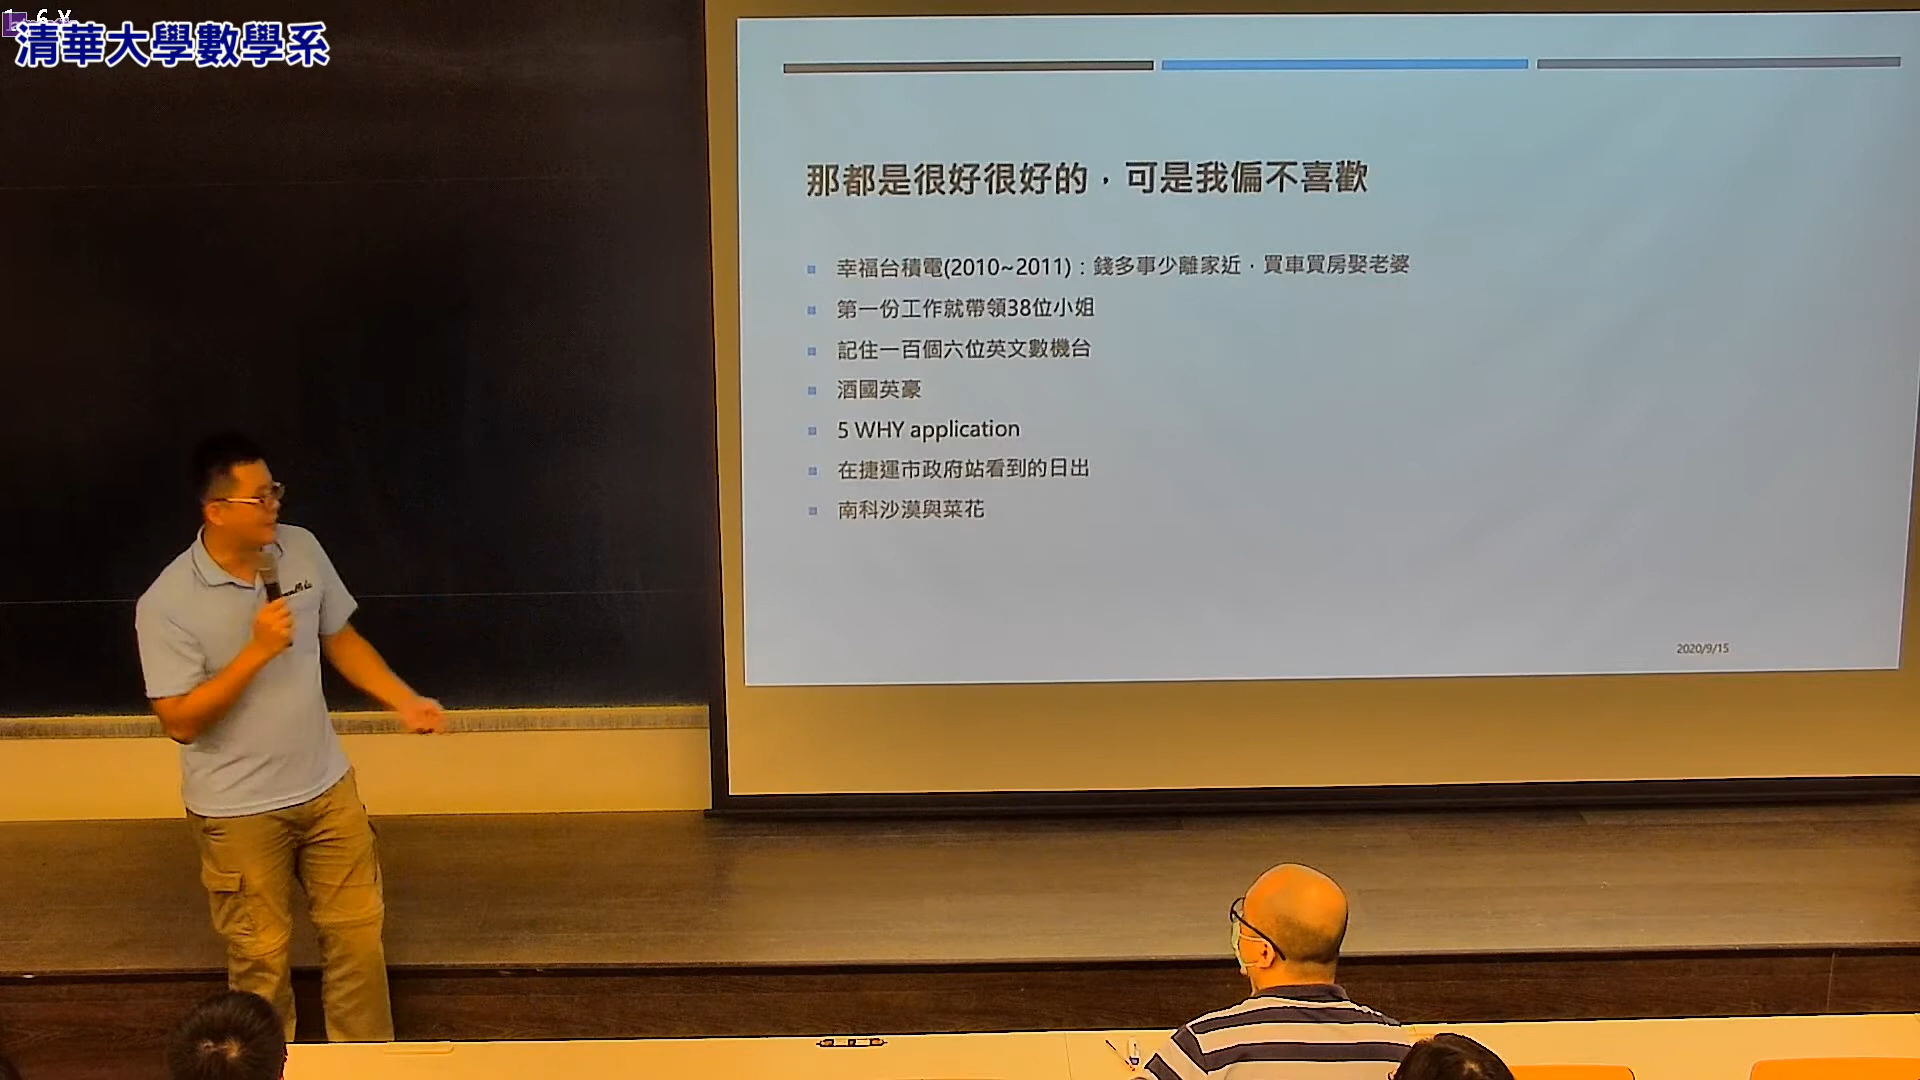 清華大學數學系
那都是很好很好的，可是我偏不喜歡
幸福台積電(2010~2011)：錢多事少離家近，買車買房娶老婆
第一份工作就帶領38位小姐
記住一百個六位英文數機台
酒國英豪
5 WHY application
在捷運市政府站看到的日出
南科沙漠與菜花
2020/9/15